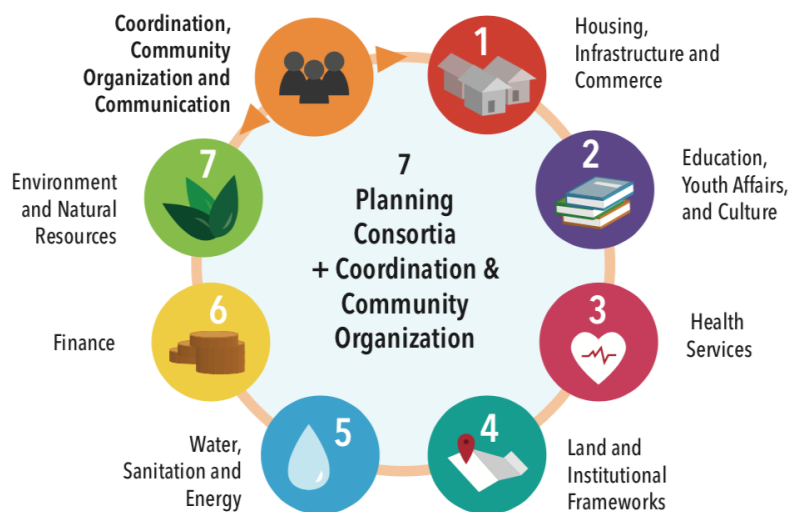 Coordination,
Community
Organization and
Communication
1
Housing,
Infrastructure and
Commerce
2
Education,
Youth Affairs,
and Culture
3
Health
Services
4
Land and
Institutional
Frameworks
5
Water,
Sanitation and
Energy
6
Finance
7
Environment
and Natural
Resources
7
Planning
Consortia
+ Coordination &
Community
Organization